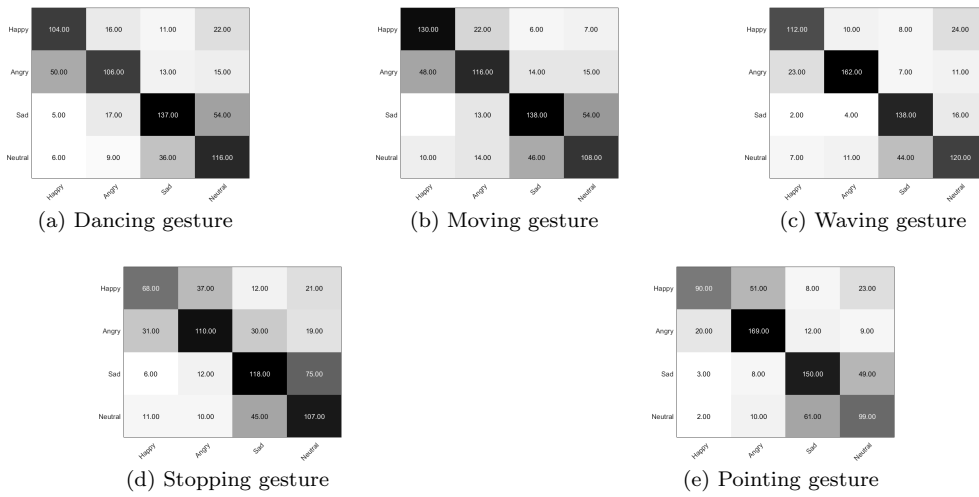 Happy 104.00 16.00 11.00 22.00
Angry 50.00 106.00 13.00 15.00
Sad 5.00 17.00 137.00 54.00
Neutral 6.00 9.00 36.00 116.00
Happy Angry Sad Neutral
(a) Dancing gesture
Happy 130.00 22.00 6.00 7.00
Angry 48.00 116.00 14.00 15.00
Sad 13.00 138.00 54.00
Neutral 10.00 14.00 46.00 108.00
Happy Angry Sad Neutral
(b) Moving gesture
Happy 112.00 10.00 8.00 24.00
Angry 23.00 162.00 7.00 11.00
Sad 2.00 4.00 138.00 16.00
Neutral 7.00 11.00 44.00 120.00
Happy Angry Sad Neutral
(c) Waving gesture
Happy 68.00 37.00 12.00 21.00
Angry 31.00 110.00 30.00 19.00
Sad 6.00 12.00 118.00 75.00
Neutral 11.00 10.00 45.00 107.00
Happy Angry Sad Neutral
(d) Stopping gesture
Happy 90.00 51.00 8.00 23.00
Angry 20.00 169.00 12.00 9.00
Sad 3.00 8.00 150.00 49.00
Neutral 2.00 10.00 61.00 99.00
Happy Angry Sad Neutral
(e) Pointing gesture